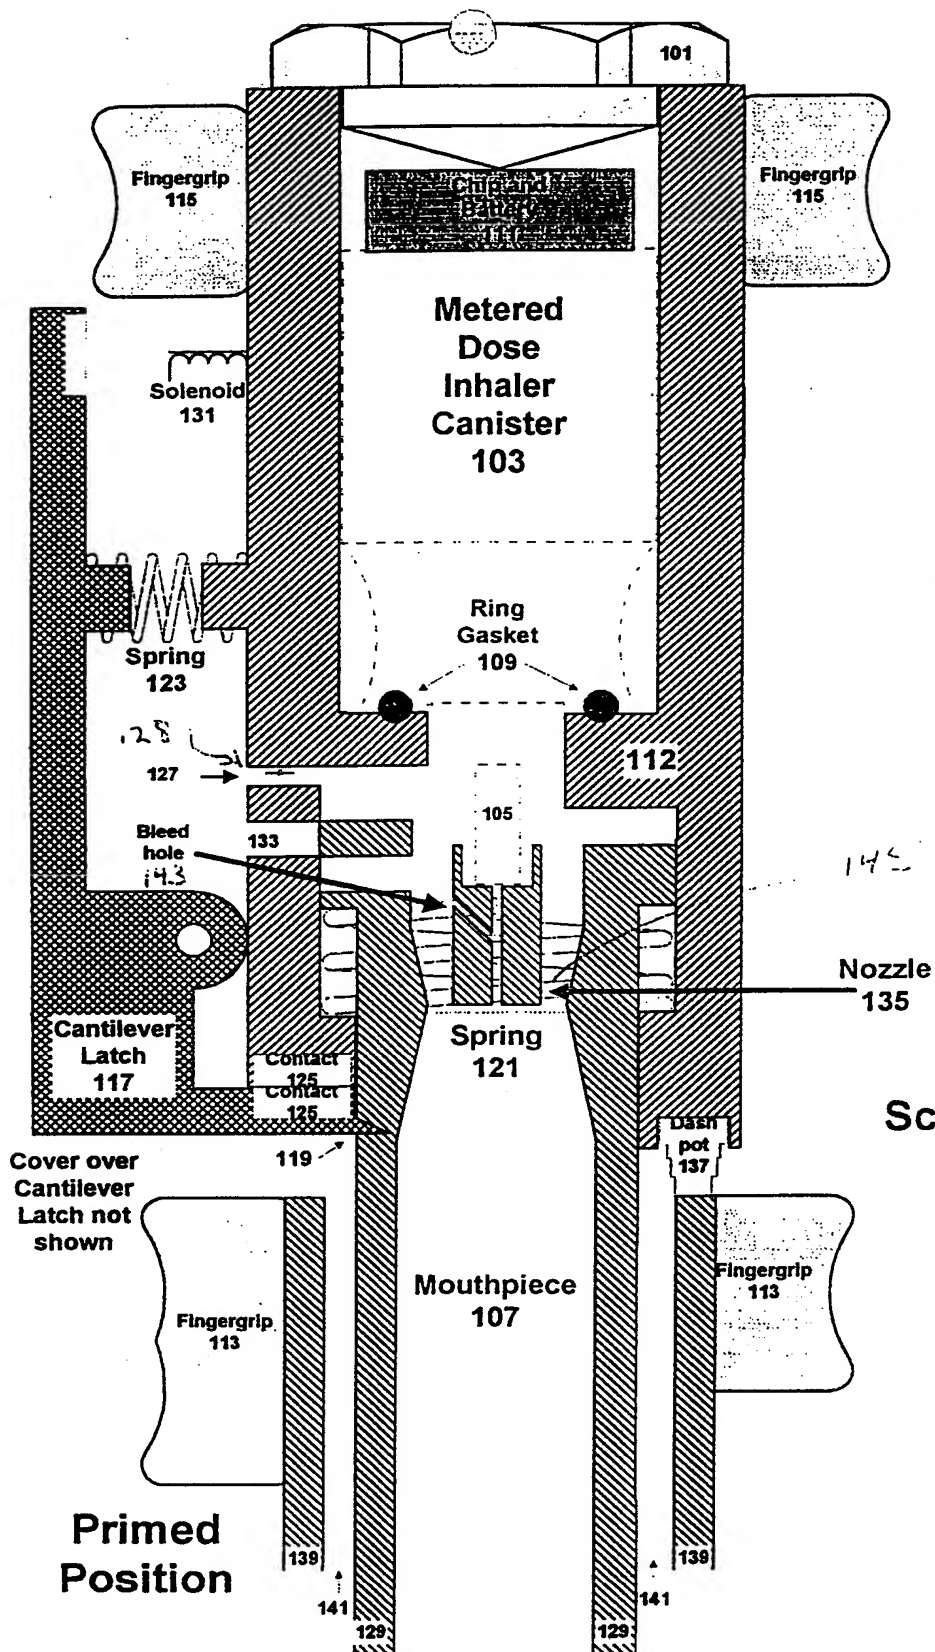 101
Fingergrip
115
Fingergrip
115
Chip and
Battery
Metered
Dose
Inhaler
Canister
103
Solenoid
131
Ring
Gasket
109
Spring
123
128
127
112
105
Bleed
hole
143
133
145
Nozzle
135
Cantilever
Latch
117
Contact
125
Contact
125
Spring
121
Sc
Dash
pot
137
119
Cover over
Cantilever
Latch not
shown
Mouthpiece
107
Fingergrip
113
Fingergrip
113
Primed
Position
139
141
129
129
141
139